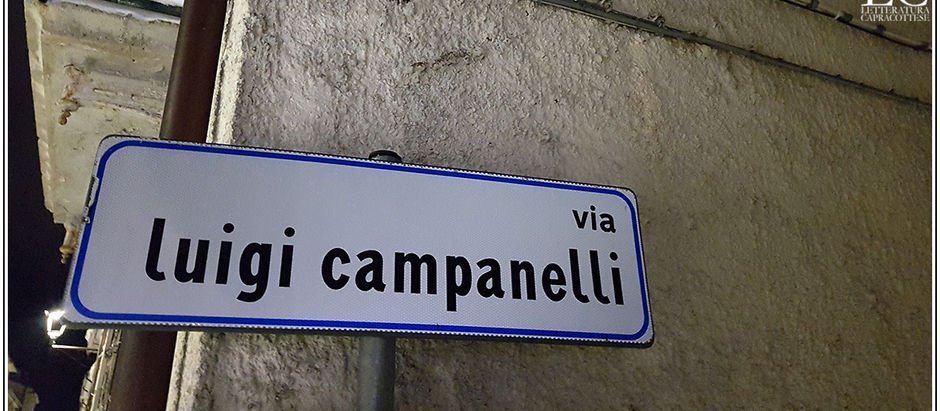 LETTERATURA
CAPRACOTTESE
via
luigi campanelli